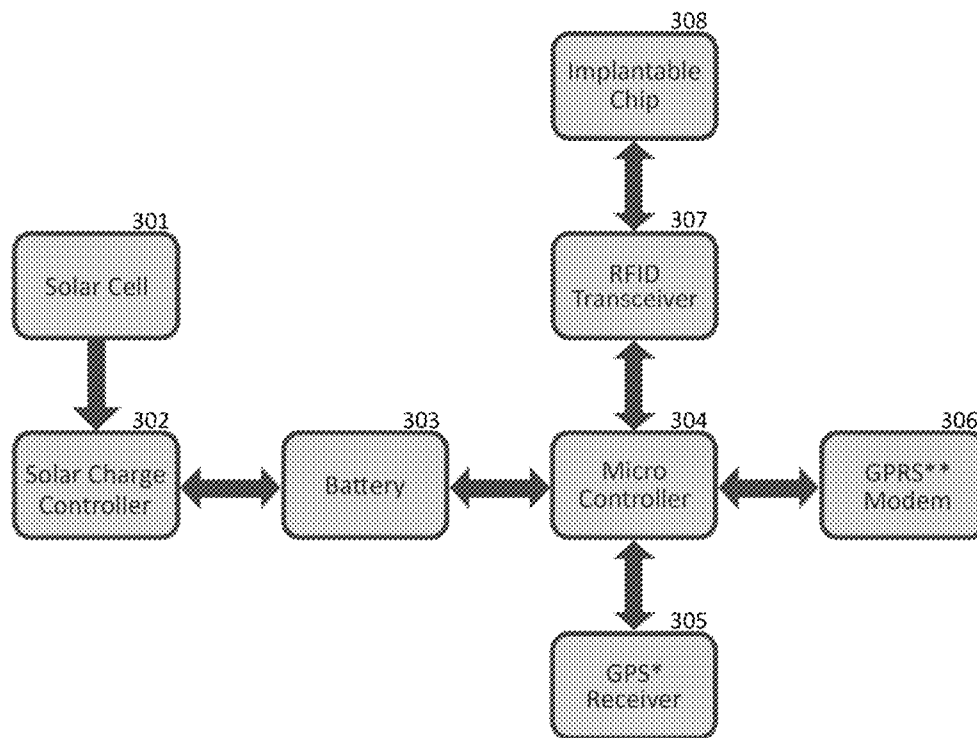 308
Implantable
Chip
307
RFID
Transceiver
301
Solar Cell
302
Solar Charge
Controller
303
Battery
304
Micro
Controller
306
GPRS**
Modem
305
GPS*
Receiver